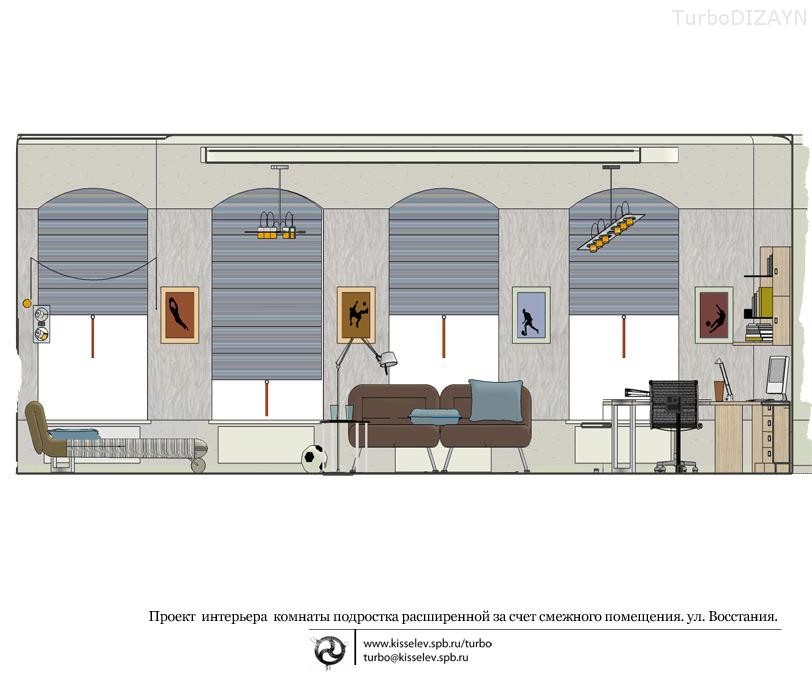 TurboDIZAYN
Проект интерьера комнаты подростка расширенной за счет смежного помещения. ул. Восстания.
www.kisselev.spb.ru/turbo
turbo@kisselev.spb.ru